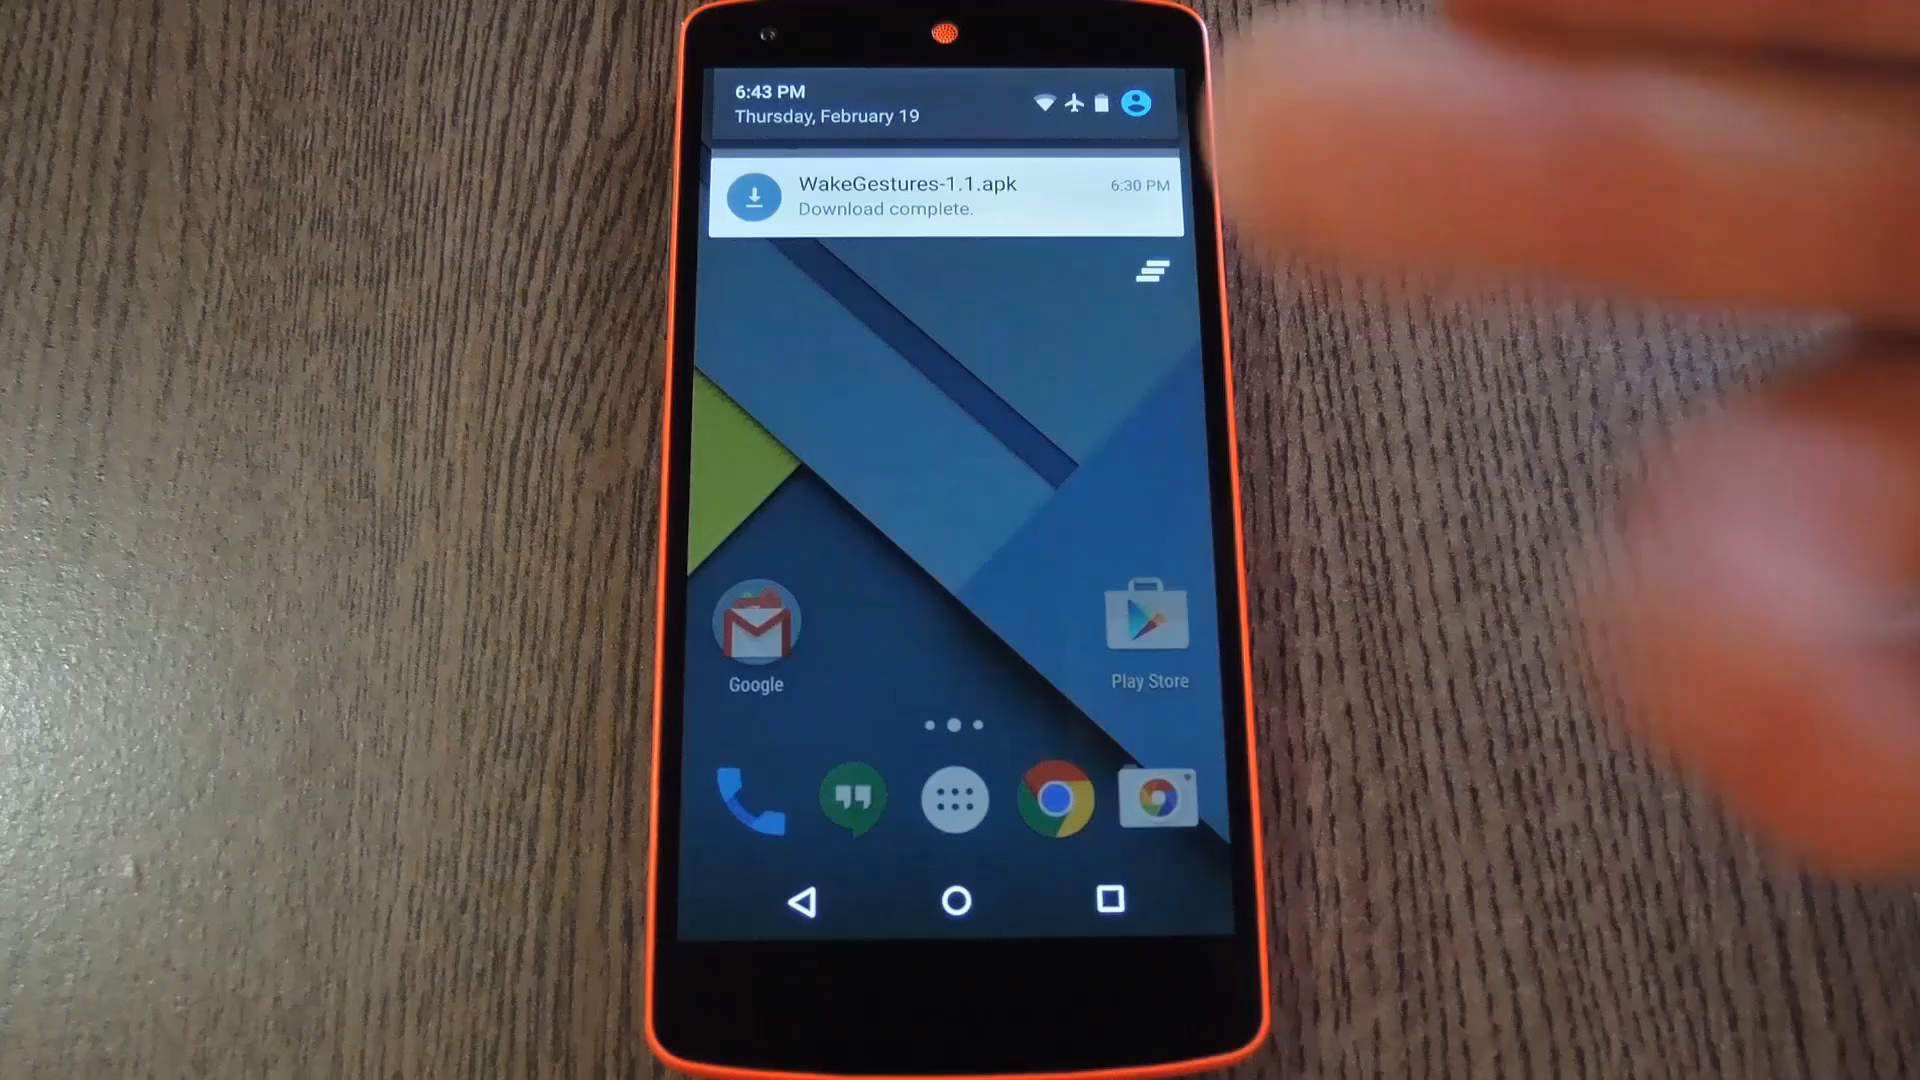 6:43 PM
Thursday, February 19
WakeGestures-1.1.apk
6:30 PM
Download complete.
Google
Play Store